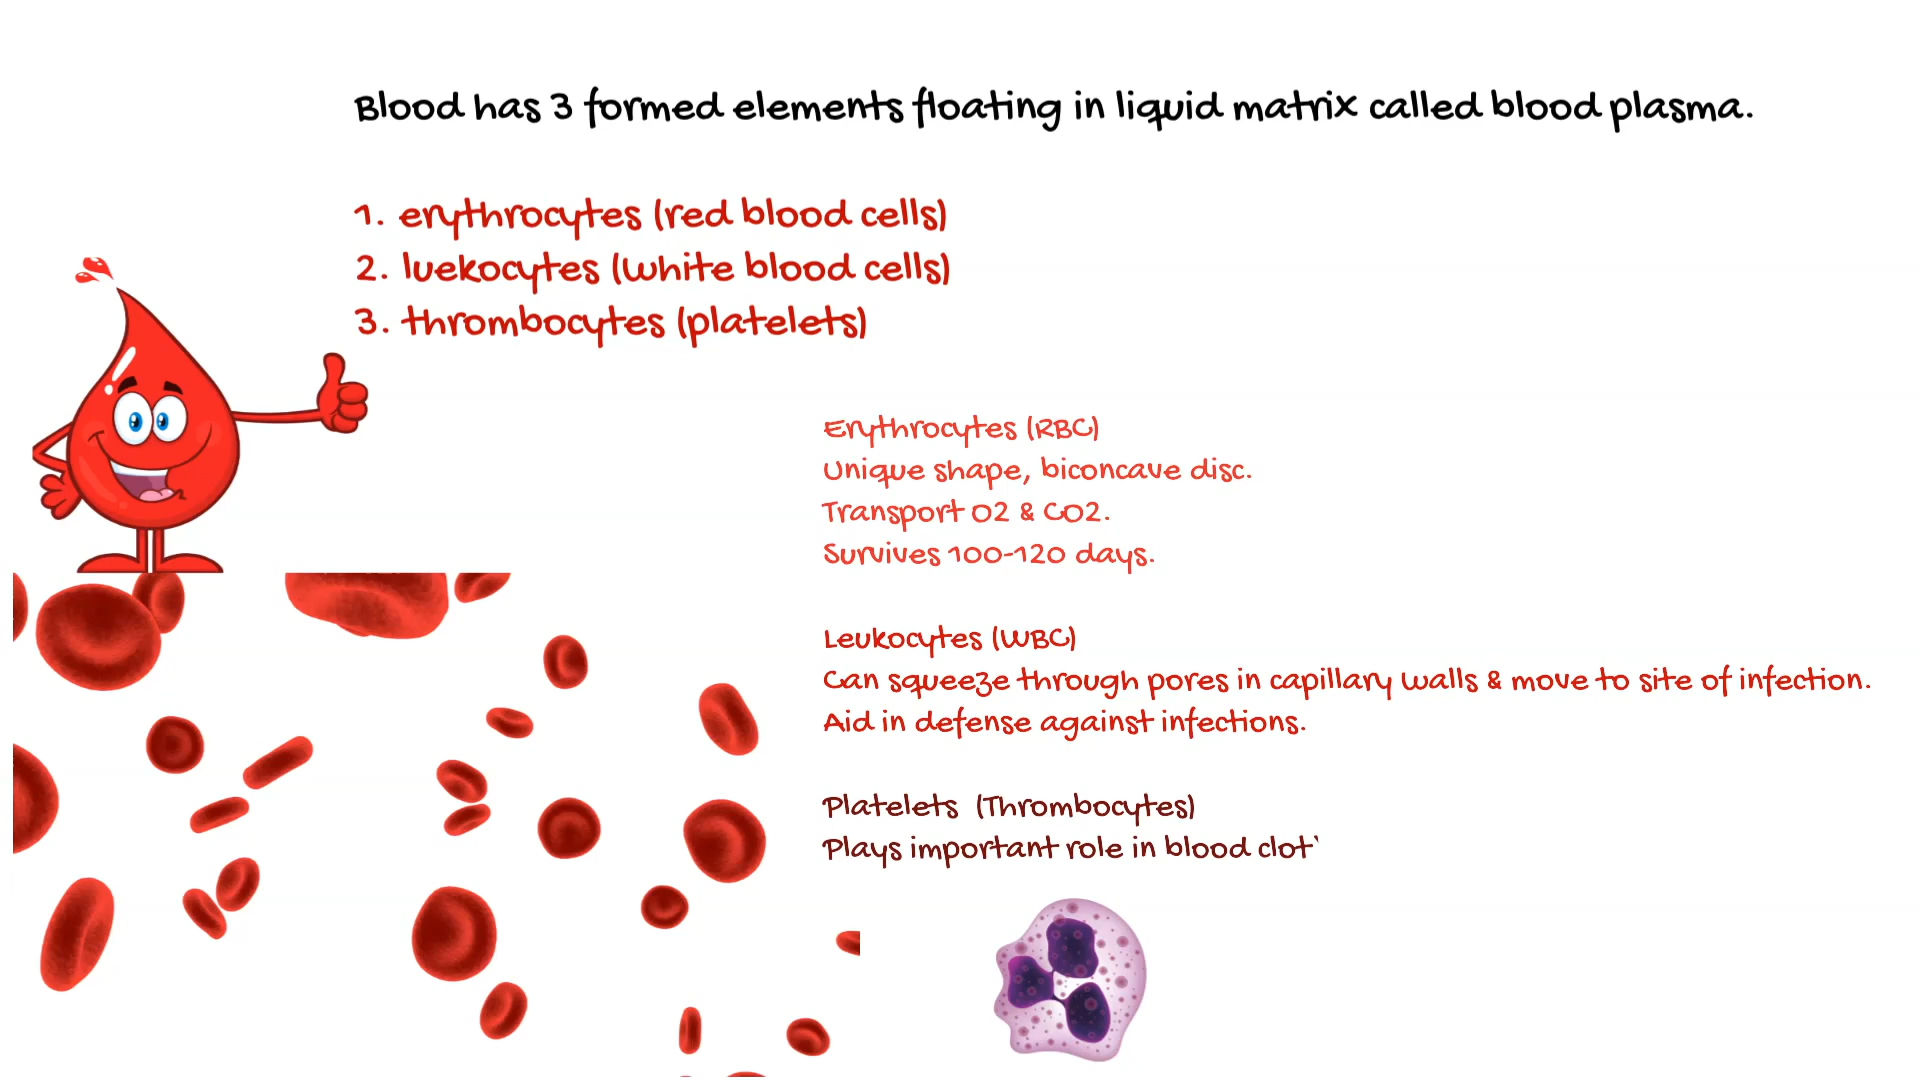 Blood has 3 formed elements floating in liquid matrix called blood plasma.
1. erythrocytes (red blood cells)
2. luekocytes (white blood cells)
3. thrombocytes (platelets)
Erythrocytes (RBC)
Unique shape, biconcave disc.
Transport O2 & CO2.
Survives 100-120 days.
Leukocytes (WBC)
Can squeeze through pores in capillary walls & move to site of infection.
Aid in defense against infections.
Platelets (Thrombocytes)
Plays important role in blood clot